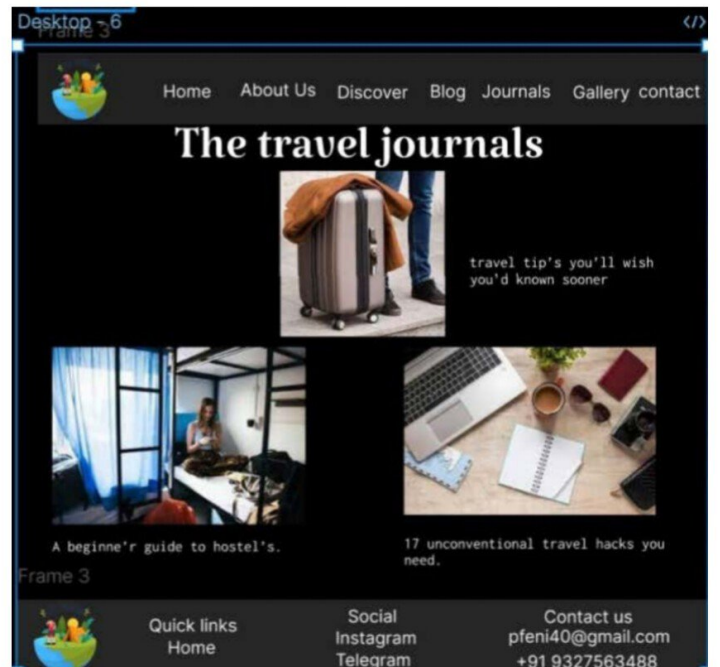 Desktop - 6
Frame 3
</>
Home About Us Discover Blog Journals Gallery contact
The travel journals
travel tip's you'll wish
you'd known sooner
A beginne'r guide to hostel's.
17 unconventional travel hacks you
need.
Frame 3
Quick links
Home
Social
Instagram
Telegram
Contact us
pfeni40@gmail.com
+91 9327563488